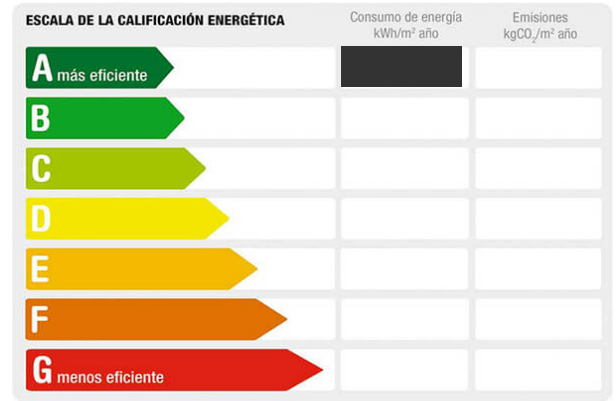 ESCALA DE LA CALIFICACIÓN ENERGÉTICA
Consumo de energía
kWh/m² año
Emisiones
kgCO₂/m² año
A más eficiente
B
C
D
E
F
G menos eficiente